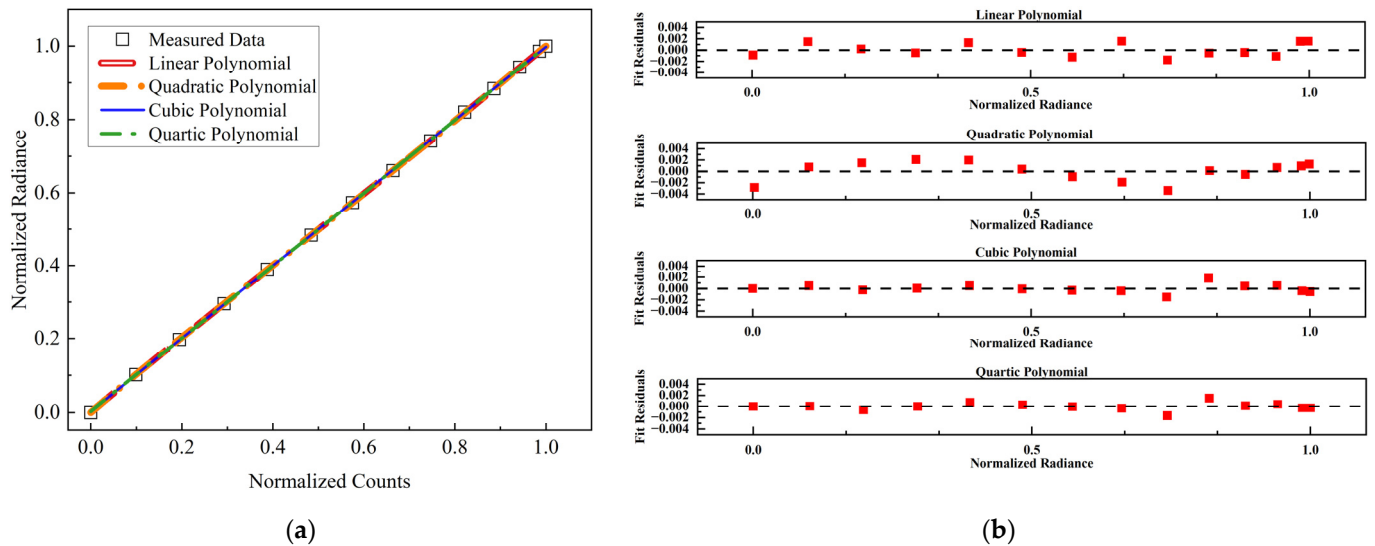 Measured Data
Linear Polynomial
Quadratic Polynomial
Cubic Polynomial
Quartic Polynomial
1.0
0.8
0.6
0.4
0.2
0.0
Normalized Radiance
0.0 0.2 0.4 0.6 0.8 1.0
Normalized Counts
(a)
Linear Polynomial
Fit Residuals
0.004
0.002
0.000
−0.002
−0.004
0.0 0.5 1.0
Normalized Radiance
Quadratic Polynomial
Fit Residuals
0.004
0.002
0.000
−0.002
−0.004
0.0 0.5 1.0
Normalized Radiance
Cubic Polynomial
Fit Residuals
0.004
0.002
0.000
−0.002
−0.004
0.0 0.5 1.0
Normalized Radiance
Quartic Polynomial
Fit Residuals
0.004
0.002
0.000
−0.002
−0.004
0.0 0.5 1.0
Normalized Radiance
(b)